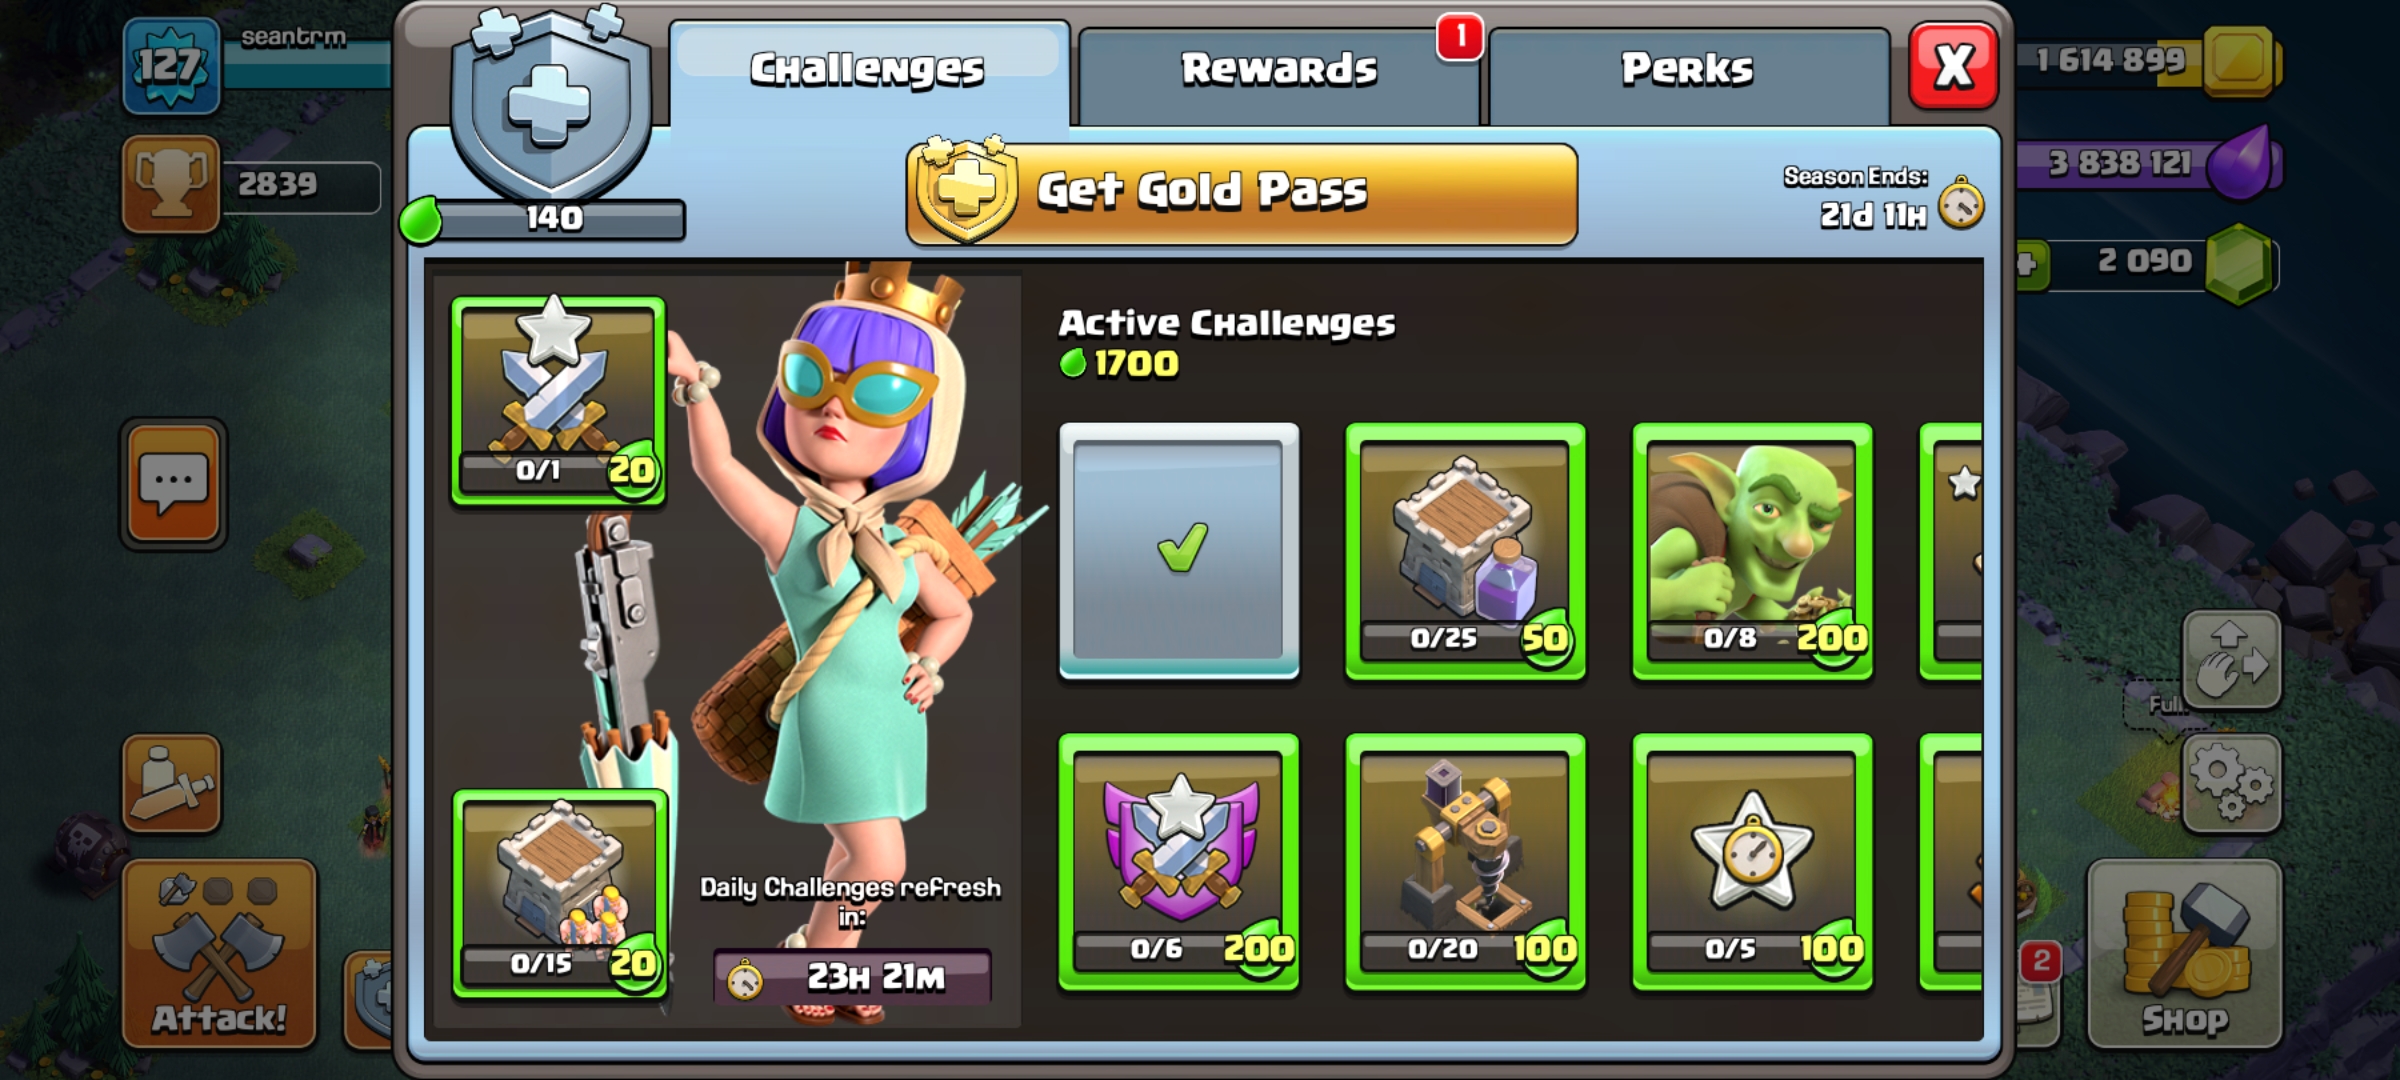 127
seantrm
2839
Challenges
Rewards
1
Perks
X
1 614 899
3 838 121
2 090
140
Get Gold Pass
Season Ends:
21d 11H
Active Challenges
1700
0/1
20
0/25
50
0/8
200
0/15
20
Daily Challenges refresh
in:
23H 21M
0/6
200
0/20
100
0/5
100
Attack!
2
Shop